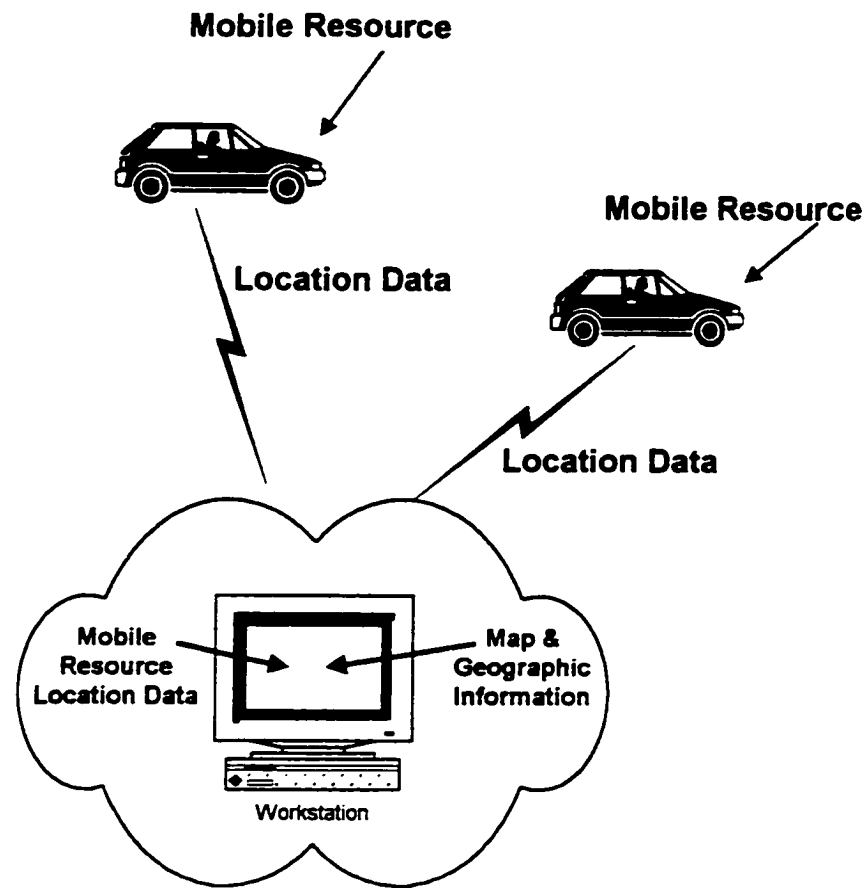 Mobile Resource
Mobile Resource
Location Data
Location Data
Mobile
Resource
Location Data
Map &
Geographic
Information
Workstation